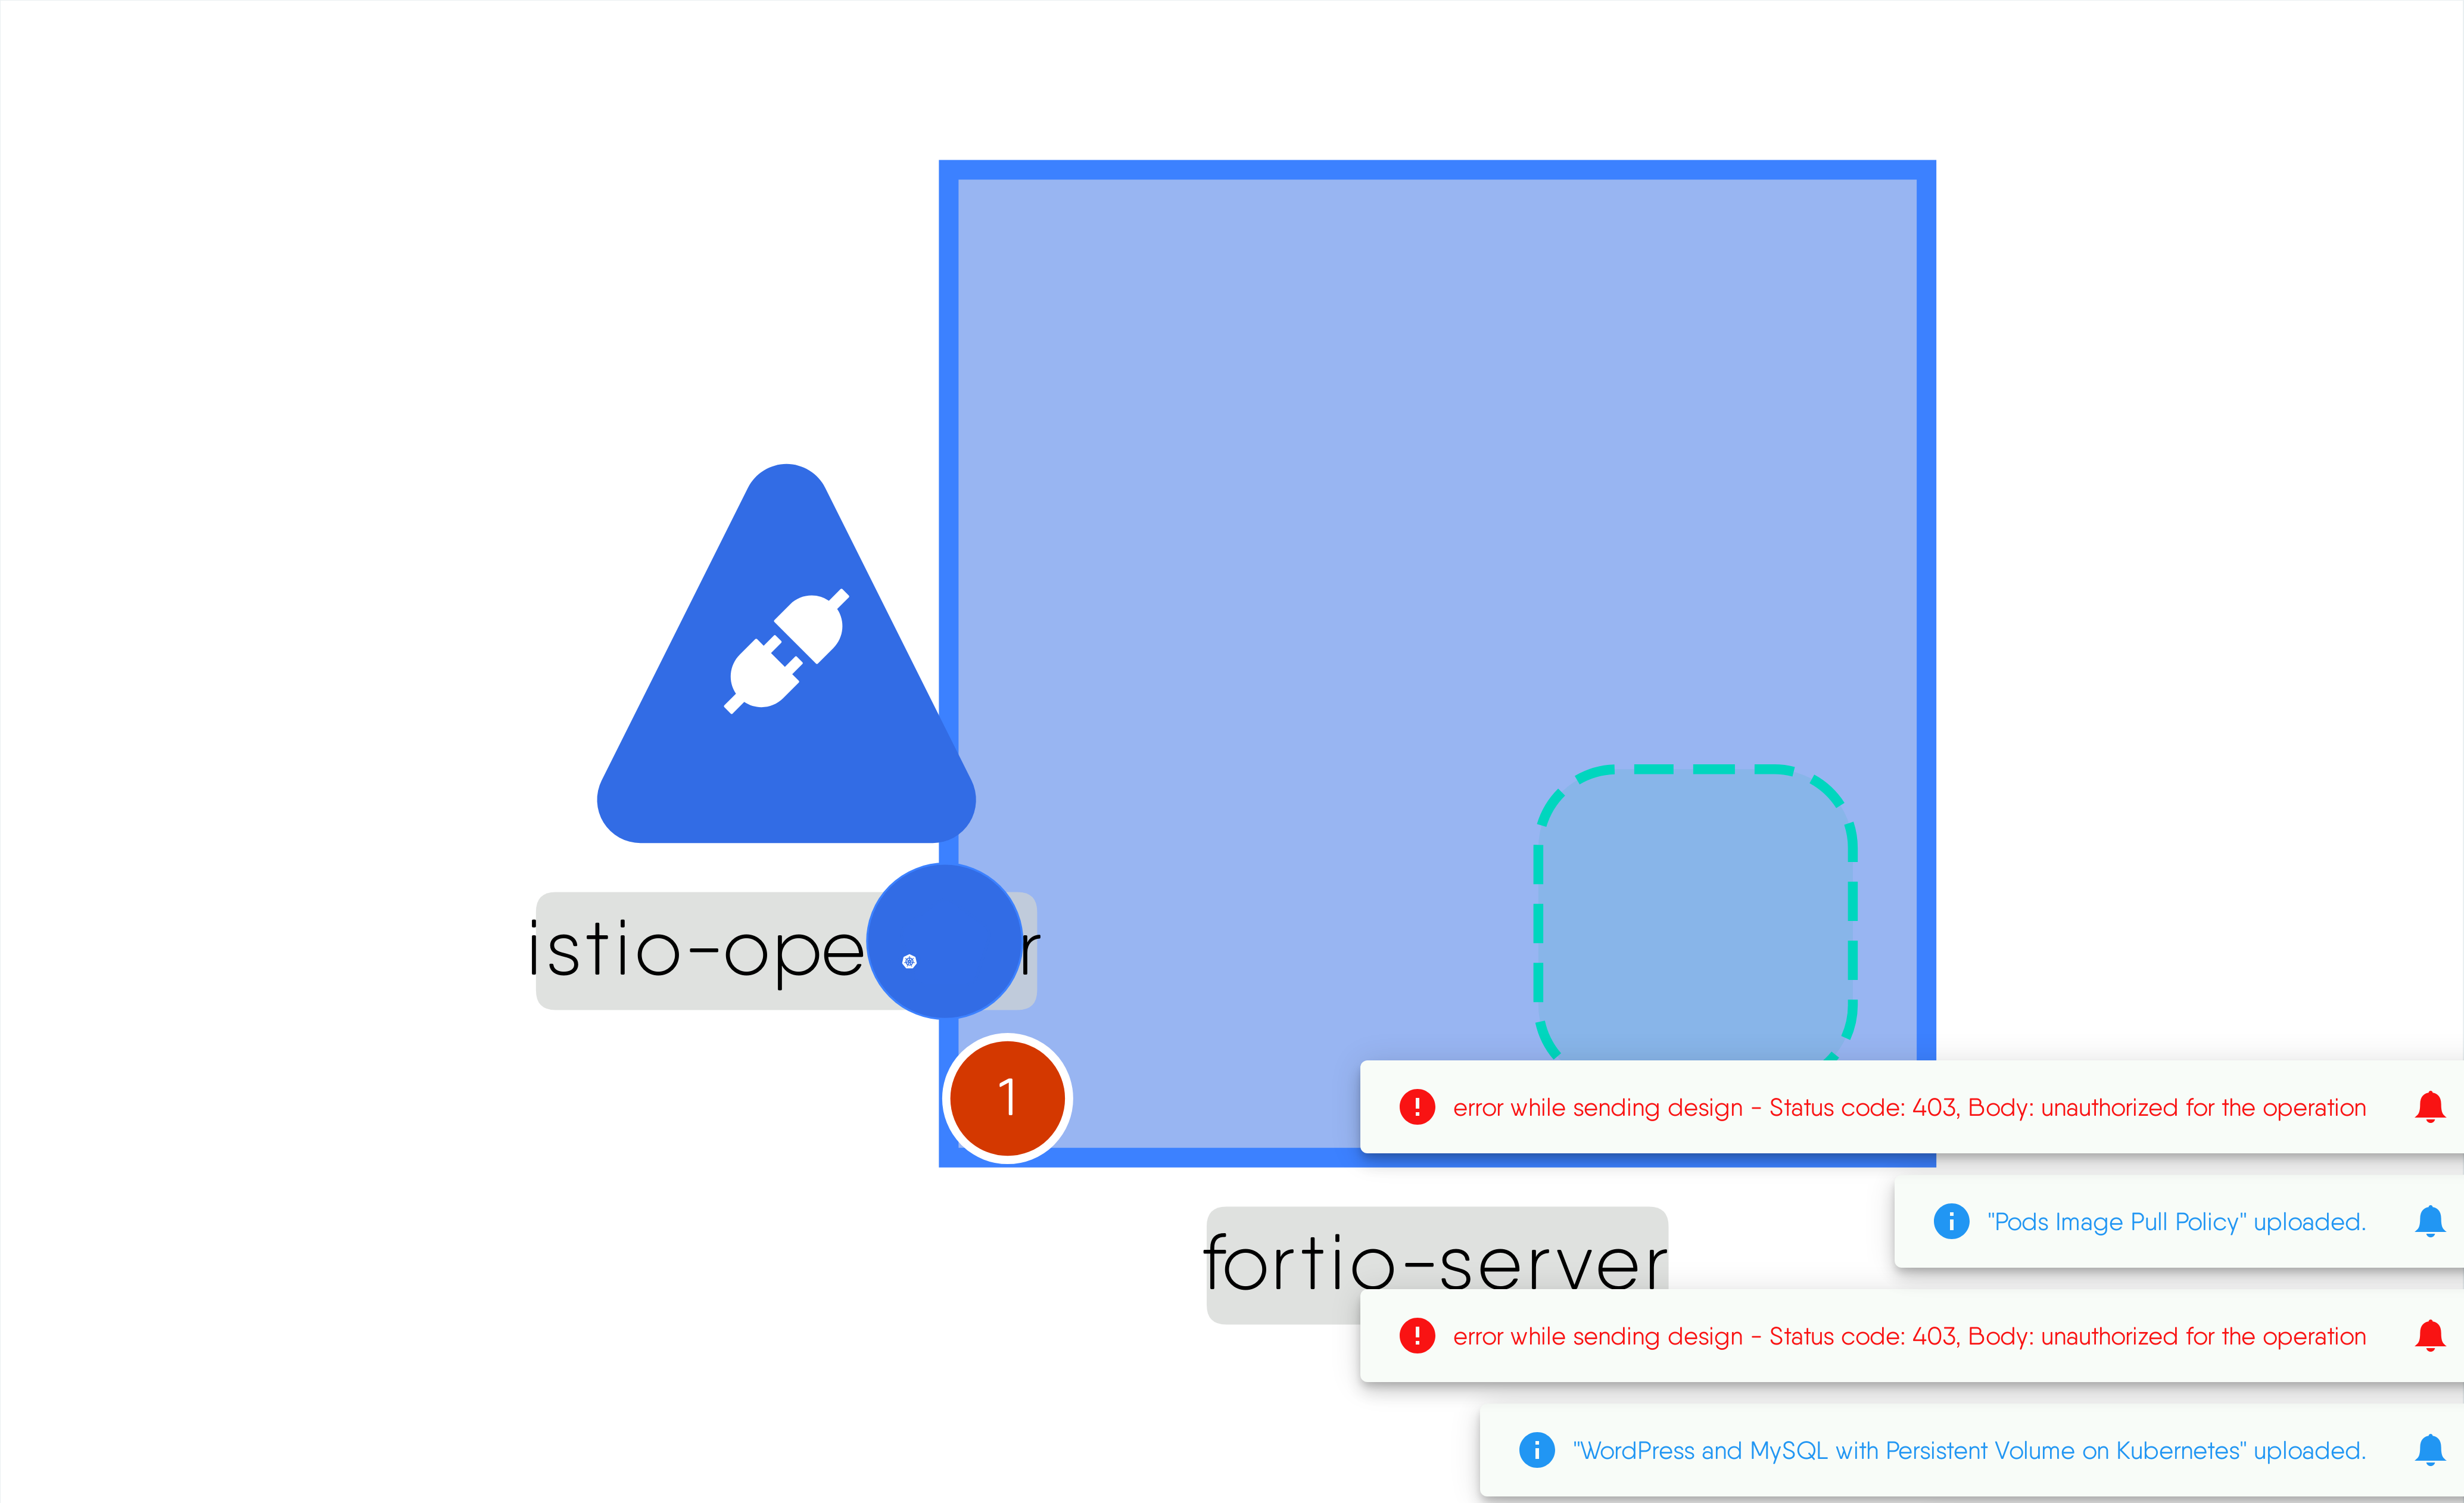 istio-ope r
1
error while sending design - Status code: 403, Body: unauthorized for the operation
"Pods Image Pull Policy" uploaded.
fortio-server
error while sending design - Status code: 403, Body: unauthorized for the operation
"WordPress and MySQL with Persistent Volume on Kubernetes" uploaded.